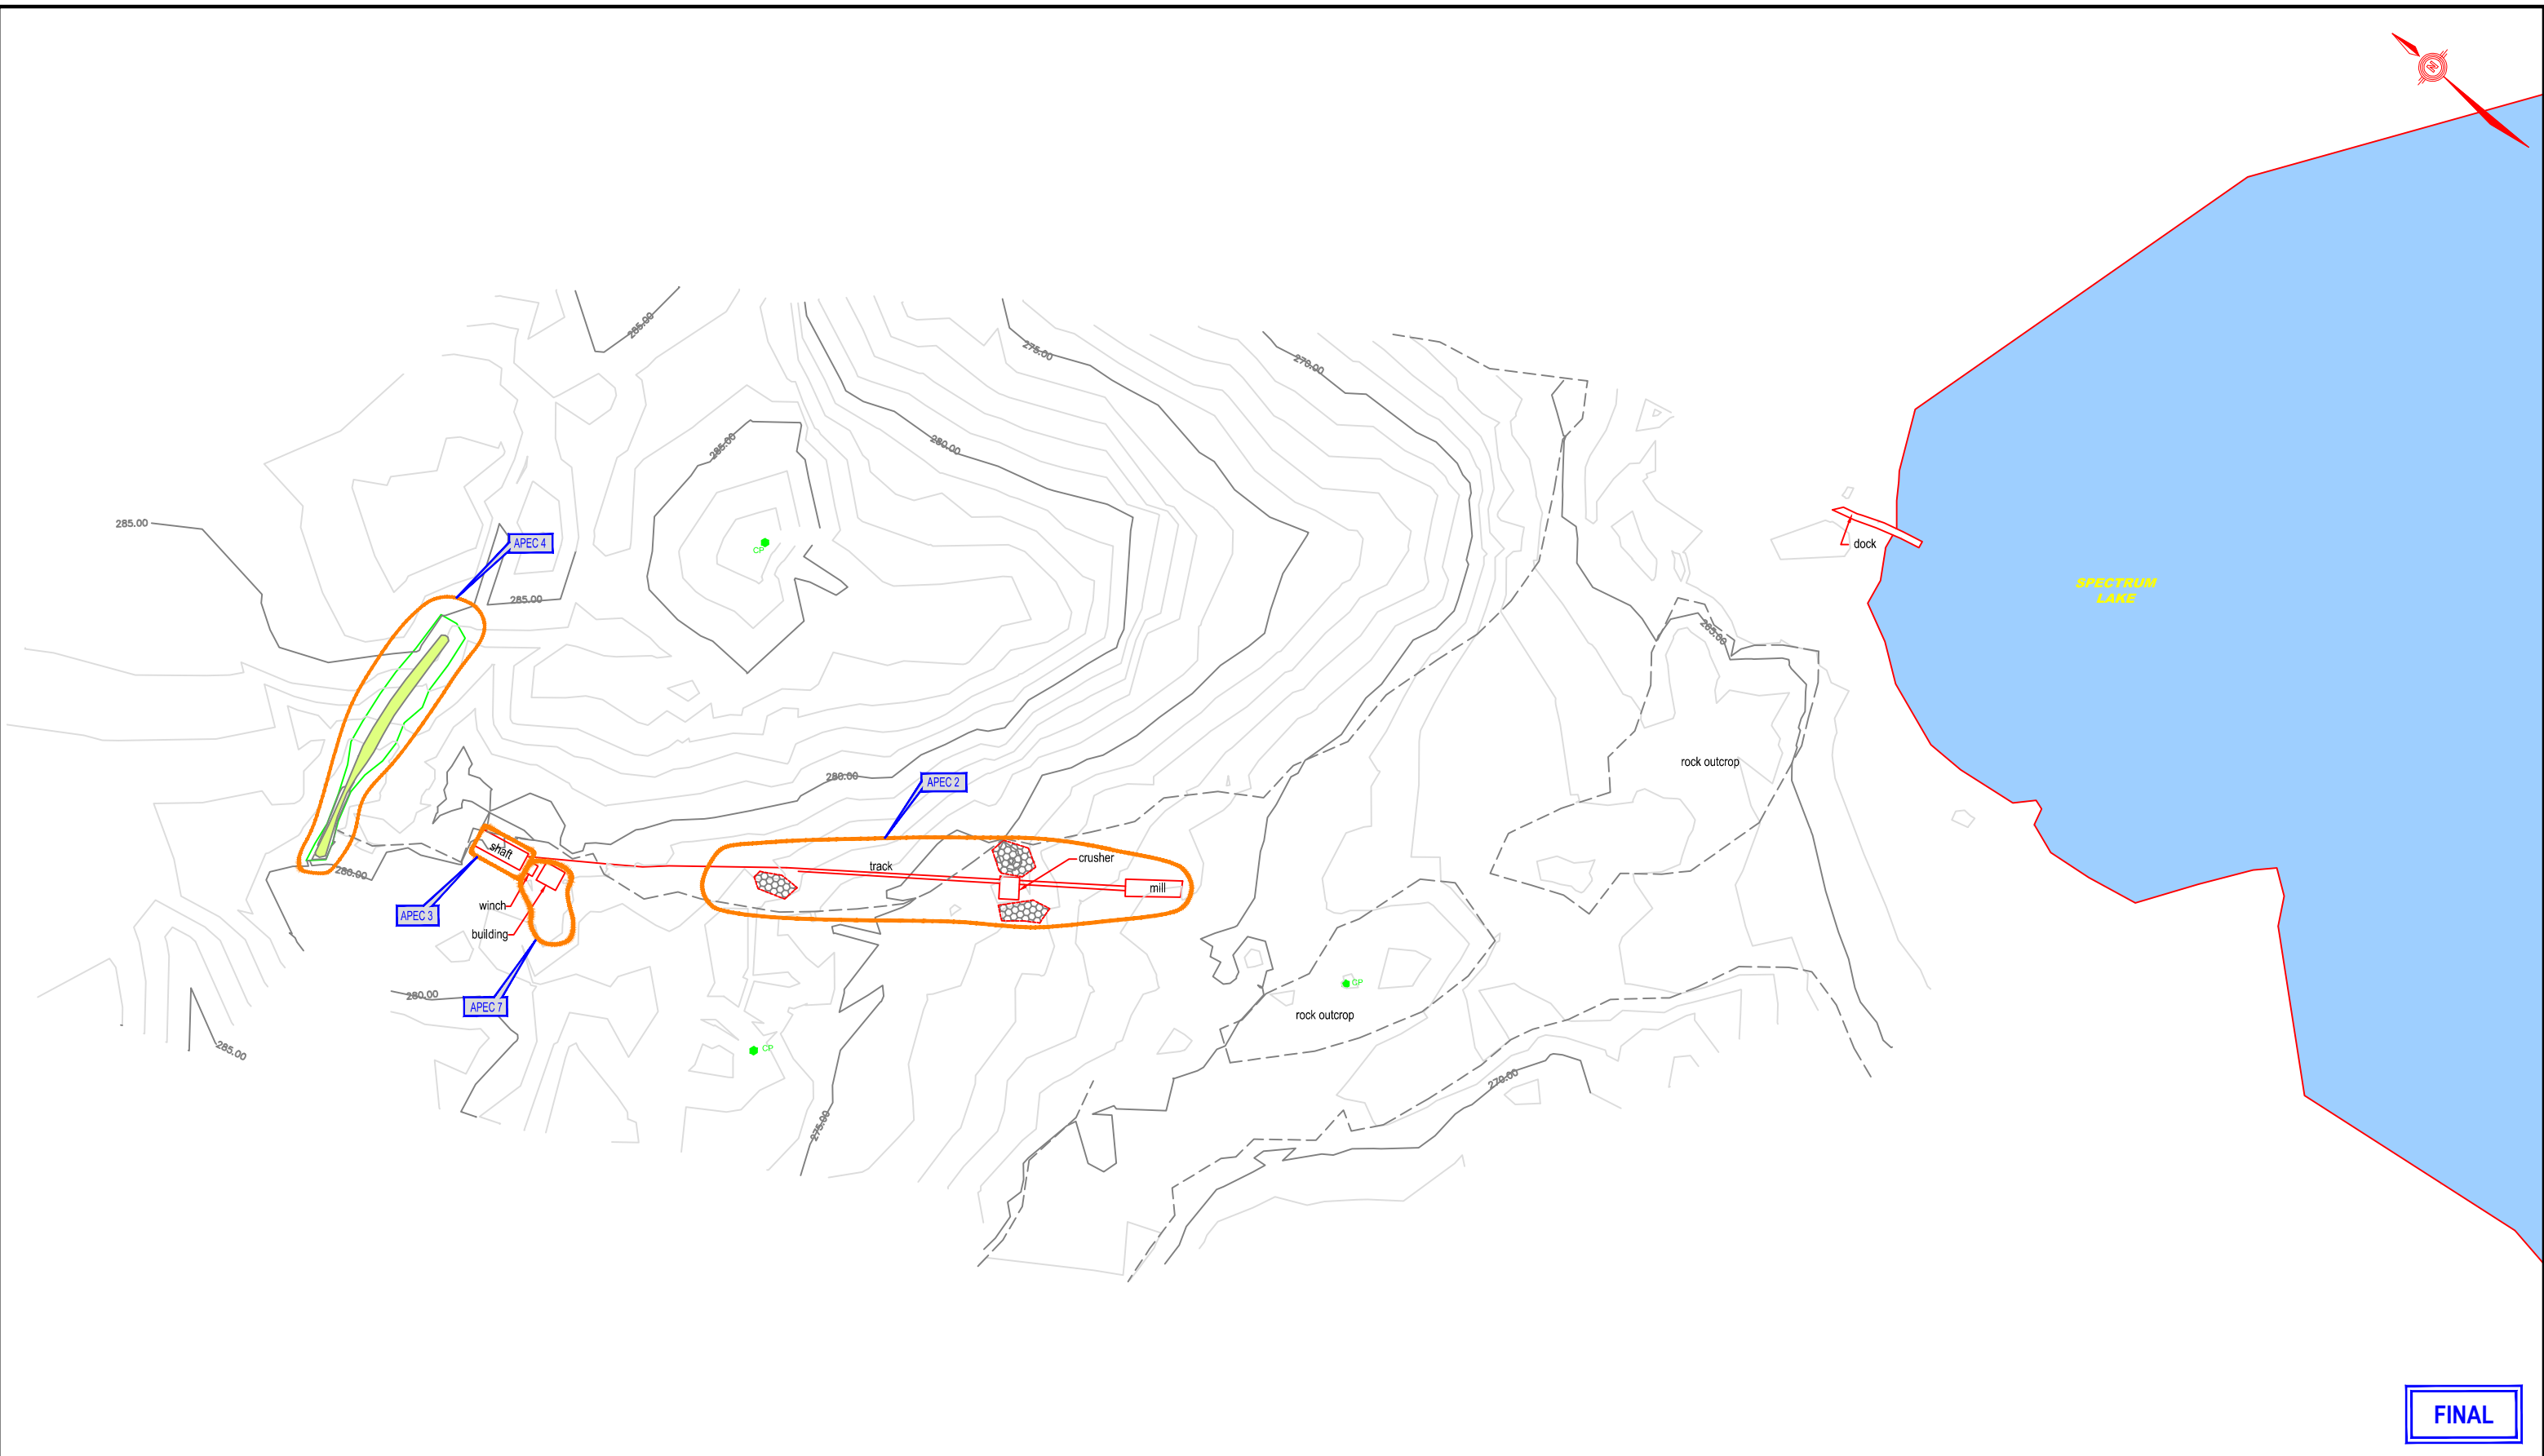 N
285.00
275.00
270.00
285.00
280.00
285.00
APEC 4
CP
dock
SPECTRUM
LAKE
285.00
265.00
rock outcrop
280.00
APEC 2
shaft
track
crusher
280.00
mill
winch
APEC 3
building
CP
280.00
APEC 7
rock outcrop
285.00
CP
270.00
275.00
FINAL